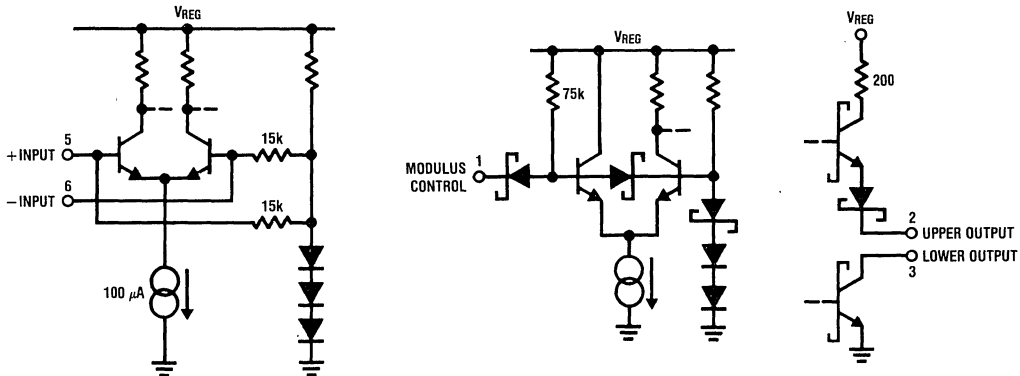 VREG
5
+INPUT
15k
6
−INPUT
15k
100 μA
VREG
75k
MODULUS
CONTROL
1
VREG
200
2
UPPER OUTPUT
LOWER OUTPUT
3